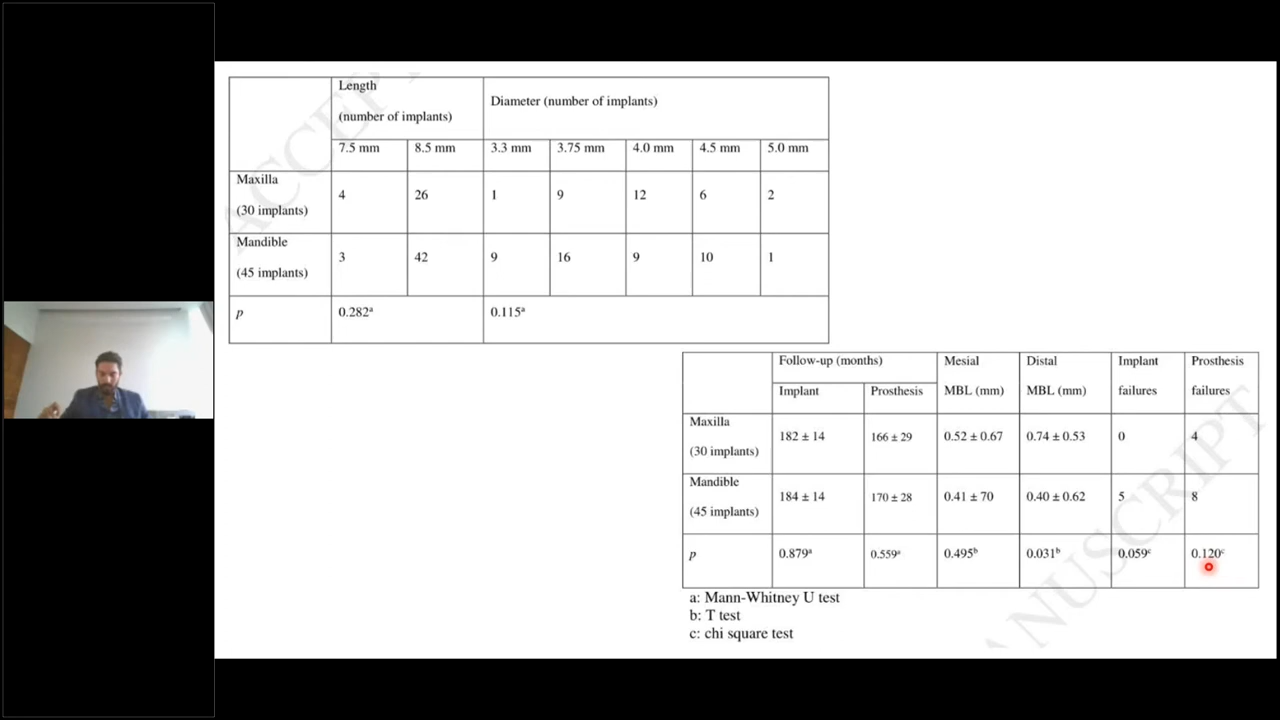 Length
(number of implants)
Diameter (number of implants)
7.5 mm 8.5 mm 3.3 mm 3.75 mm 4.0 mm 4.5 mm 5.0 mm
Maxilla
(30 implants)
4 26 1 9 12 6 2
Mandible
(45 implants)
3 42 9 16 9 10 1
p 0.282ᵃ 0.115ᵃ
Follow-up (months) Mesial Distal Implant Prosthesis
Implant Prosthesis MBL (mm) MBL (mm) failures failures
Maxilla
(30 implants)
182 ± 14 166 ± 29 0.52 ± 0.67 0.74 ± 0.53 0 4
Mandible
(45 implants)
184 ± 14 170 ± 28 0.41 ± 70 0.40 ± 0.62 5 8
p 0.879ᵃ 0.559ᵃ 0.495ᵇ 0.031ᵇ 0.059ᶜ 0.120ᶜ
a: Mann-Whitney U test
b: T test
c: chi square test
ACCEPT
ANUSCRIPT